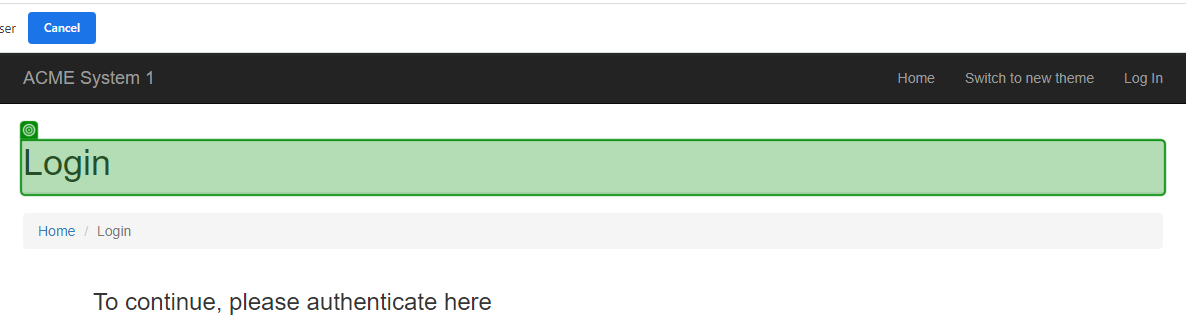 ser Cancel
ACME System 1 Home Switch to new theme Log In
Login
Home / Login
To continue, please authenticate here